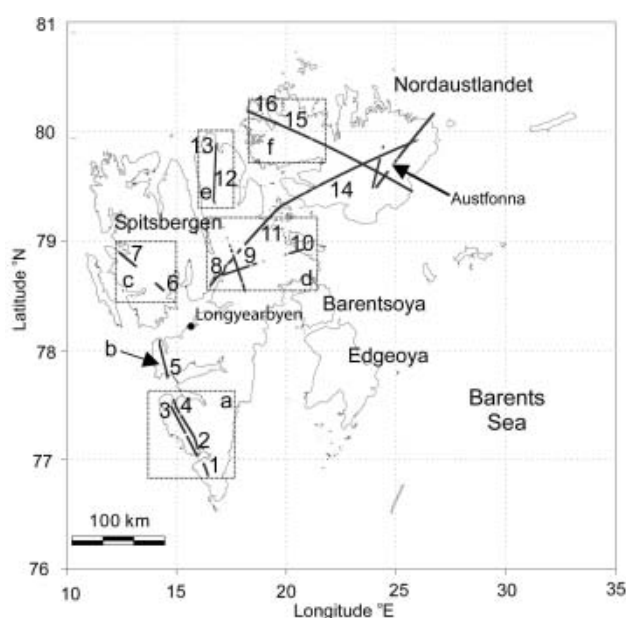 81
80
79
78
77
76
Latitude °N
10
15
20
25
30
35
Longitude °E
Nordaustlandet
16
15
f
13
12
e
14
Austfonna
Spitsbergen
11
10
9
8
d
7
6
c
Longyearbyen
Barentsoya
Edgeoya
b
5
Barents
Sea
a
3
4
2
1
100 km